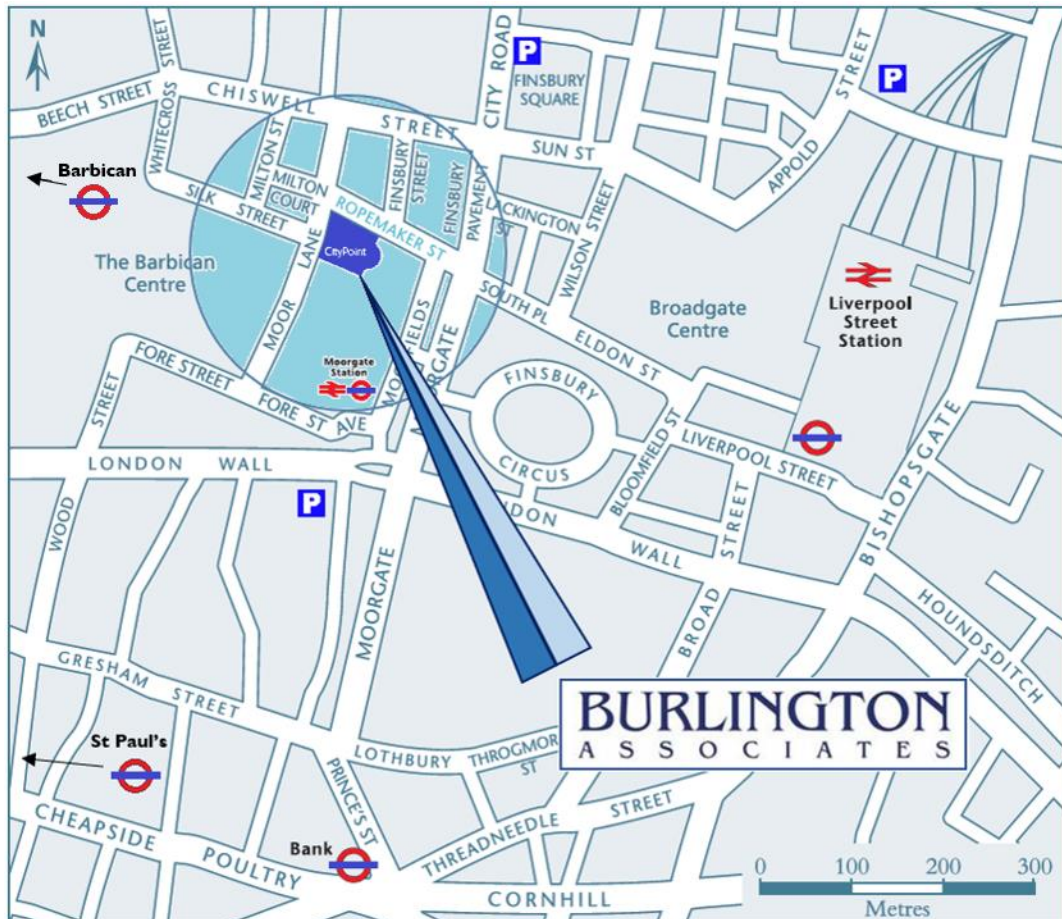 N
BEECH STREET
WHITECROSS STREET
CHISWELL STREET
CITY ROAD
P
FINSBURY SQUARE
P
APPOLD STREET
SUN ST
Barbican
MILTON ST
MILTON COURT
SILK STREET
FINSBURY STREET
FINSBURY PAVEMENT
LACKINGTON ST
WILSON STREET
ROPEMAKER ST
CityPoint
MOOR LANE
The Barbican
Centre
SOUTH PL
ELDON ST
Broadgate
Centre
Liverpool
Street
Station
FORE STREET
FORE ST AVE
Moorgate
Station
MOORGATE
FINSBURY CIRCUS
BLOOMFIELD ST
LIVERPOOL STREET
BISHOPSGATE
WOOD STREET
LONDON WALL
P
WALL
BROAD STREET
MOORGATE
HOUNDSDITCH
GRESHAM STREET
BURLINGTON
ASSOCIATES
LOTHBURY
ST
PRINCE'S ST
St Paul's
CHEAPSIDE
POULTRY
Bank
THREADNEEDLE STREET
CORNHILL
0 100 200 300
Metres